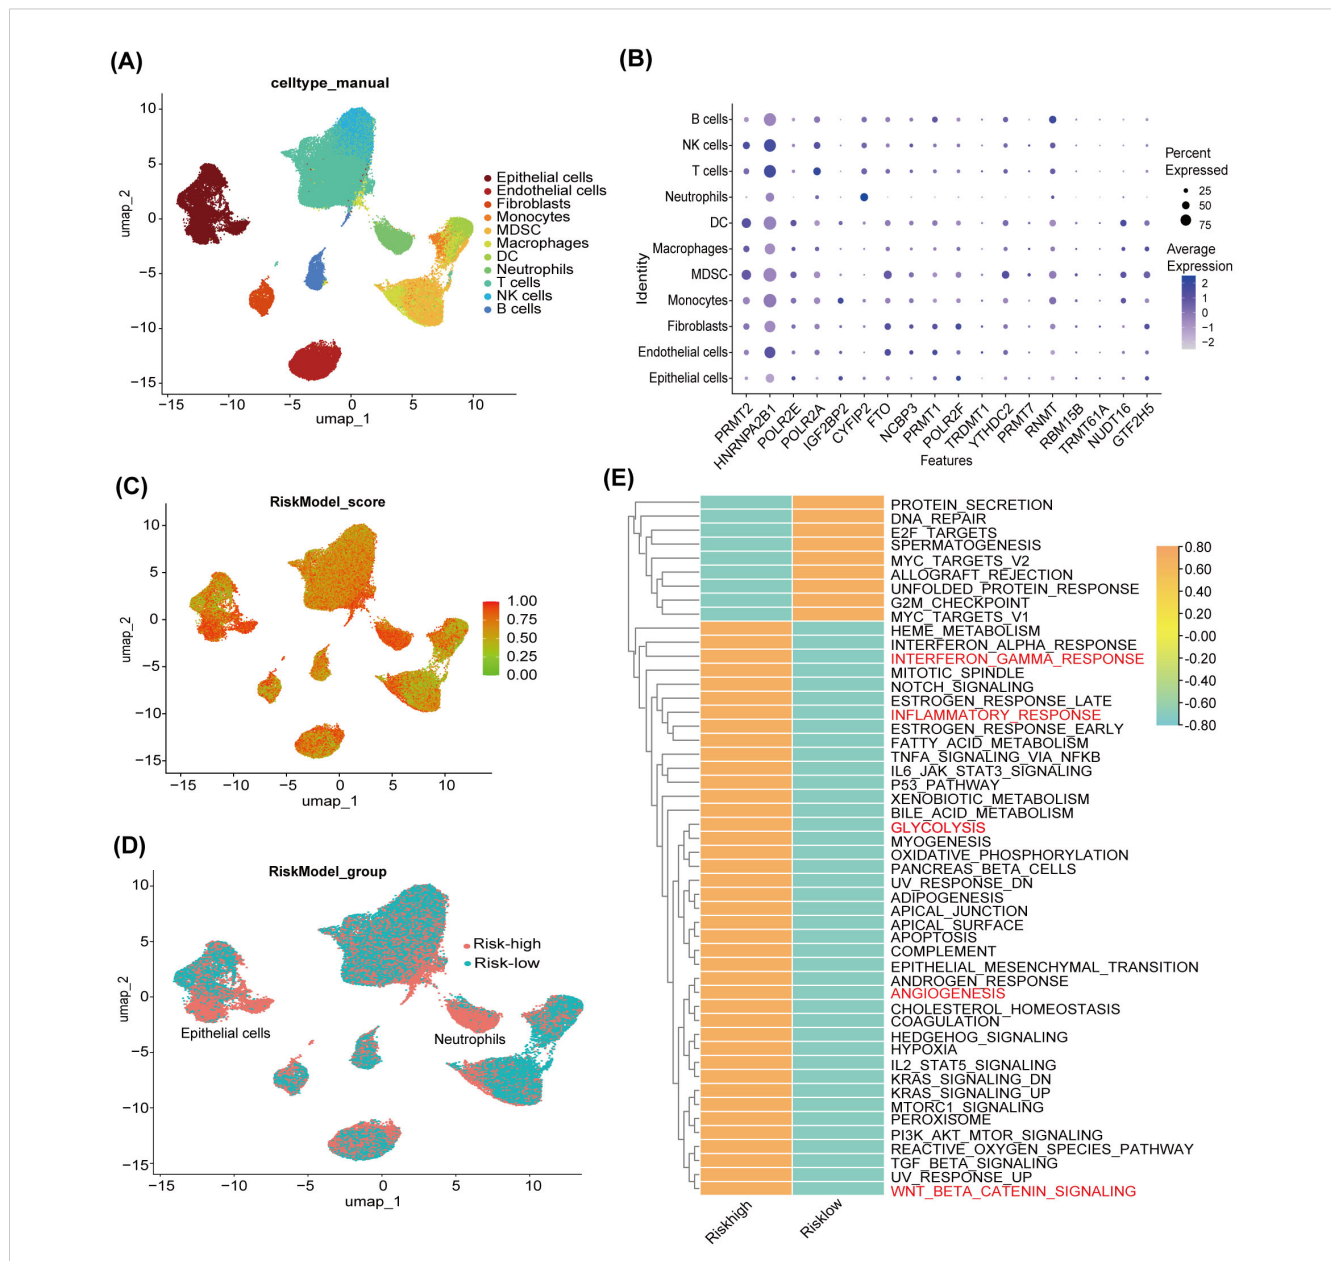 (A)
celltype_manual
10
5
0
−5
−10
−15
umap_2
−15
−10
−5
0
5
10
umap_1
Epithelial cells
Endothelial cells
Fibroblasts
Monocytes
MDSC
Macrophages
DC
Neutrophils
T cells
NK cells
B cells
(B)
Identity
B cells
NK cells
T cells
Neutrophils
DC
Macrophages
MDSC
Monocytes
Fibroblasts
Endothelial cells
Epithelial cells
PRMT2
HNRNPA2B1
POLR2E
POLR2A
IGF2BP2
CYFIP2
FTO
NCBP3
PRMT1
POLR2F
TRDMT1
YTHDC2
PRMT7
RNMT
RBM15B
TRMT61A
NUDT16
GTF2H5
Features
Percent
Expressed
25
50
75
Average
Expression
2
1
0
−1
−2
(C)
RiskModel_score
10
5
0
−5
−10
−15
umap_2
−15
−10
−5
0
5
10
umap_1
1.00
0.75
0.50
0.25
0.00
(D)
RiskModel_group
10
5
0
−5
−10
−15
umap_2
−15
−10
−5
0
5
10
umap_1
Risk-high
Risk-low
Epithelial cells
Neutrophils
(E)
PROTEIN_SECRETION
DNA_REPAIR
E2F_TARGETS
SPERMATOGENESIS
MYC_TARGETS_V2
ALLOGRAFT_REJECTION
UNFOLDED_PROTEIN_RESPONSE
G2M_CHECKPOINT
MYC_TARGETS_V1
HEME_METABOLISM
INTERFERON_ALPHA_RESPONSE
INTERFERON_GAMMA_RESPONSE
MITOTIC_SPINDLE
NOTCH_SIGNALING
ESTROGEN_RESPONSE_LATE
INFLAMMATORY_RESPONSE
ESTROGEN_RESPONSE_EARLY
FATTY_ACID_METABOLISM
TNFA_SIGNALING_VIA_NFKB
IL6_JAK_STAT3_SIGNALING
P53_PATHWAY
XENOBIOTIC_METABOLISM
BILE_ACID_METABOLISM
GLYCOLYSIS
MYOGENESIS
OXIDATIVE_PHOSPHORYLATION
PANCREAS_BETA_CELLS
UV_RESPONSE_DN
ADIPOGENESIS
APICAL_JUNCTION
APICAL_SURFACE
APOPTOSIS
COMPLEMENT
EPITHELIAL_MESENCHYMAL_TRANSITION
ANDROGEN_RESPONSE
ANGIOGENESIS
CHOLESTEROL_HOMEOSTASIS
COAGULATION
HEDGEHOG_SIGNALING
HYPOXIA
IL2_STAT5_SIGNALING
KRAS_SIGNALING_DN
KRAS_SIGNALING_UP
MTORC1_SIGNALING
PEROXISOME
PI3K_AKT_MTOR_SIGNALING
REACTIVE_OXYGEN_SPECIES_PATHWAY
TGF_BETA_SIGNALING
UV_RESPONSE_UP
WNT_BETA_CATENIN_SIGNALING
Riskhigh
Risklow
0.80
0.60
0.40
0.20
-0.00
-0.20
-0.40
-0.60
-0.80